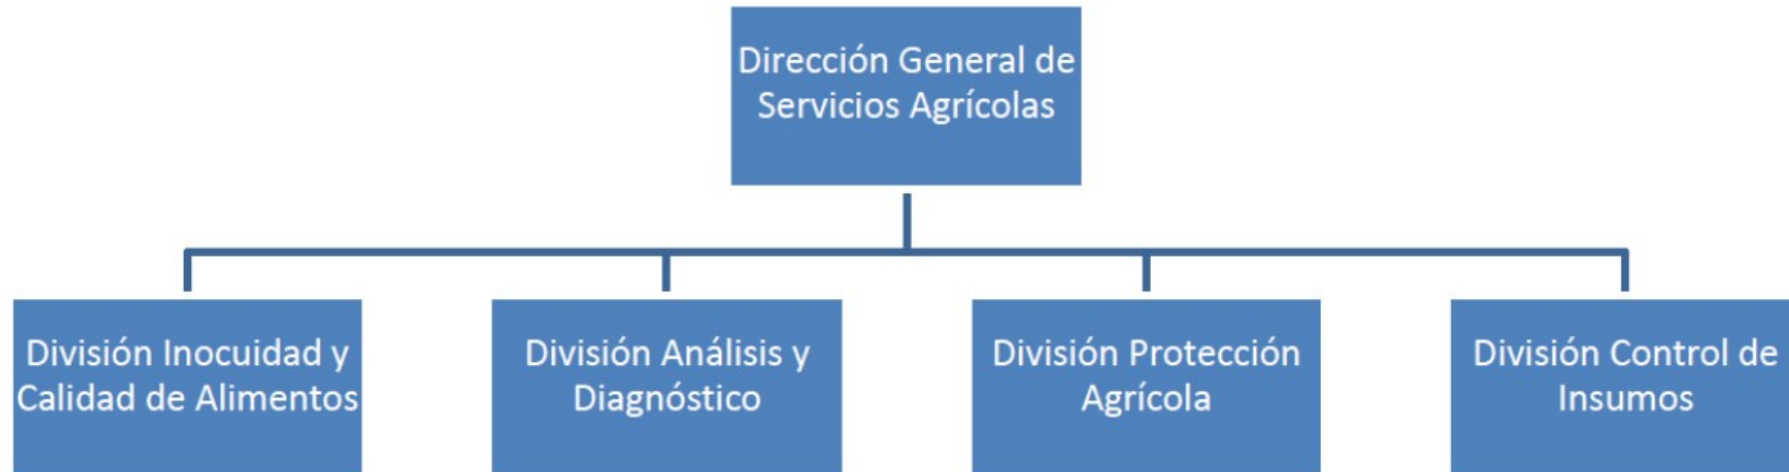 Dirección General de
Servicios Agrícolas
División Inocuidad y
Calidad de Alimentos
División Análisis y
Diagnóstico
División Protección
Agrícola
División Control de
Insumos